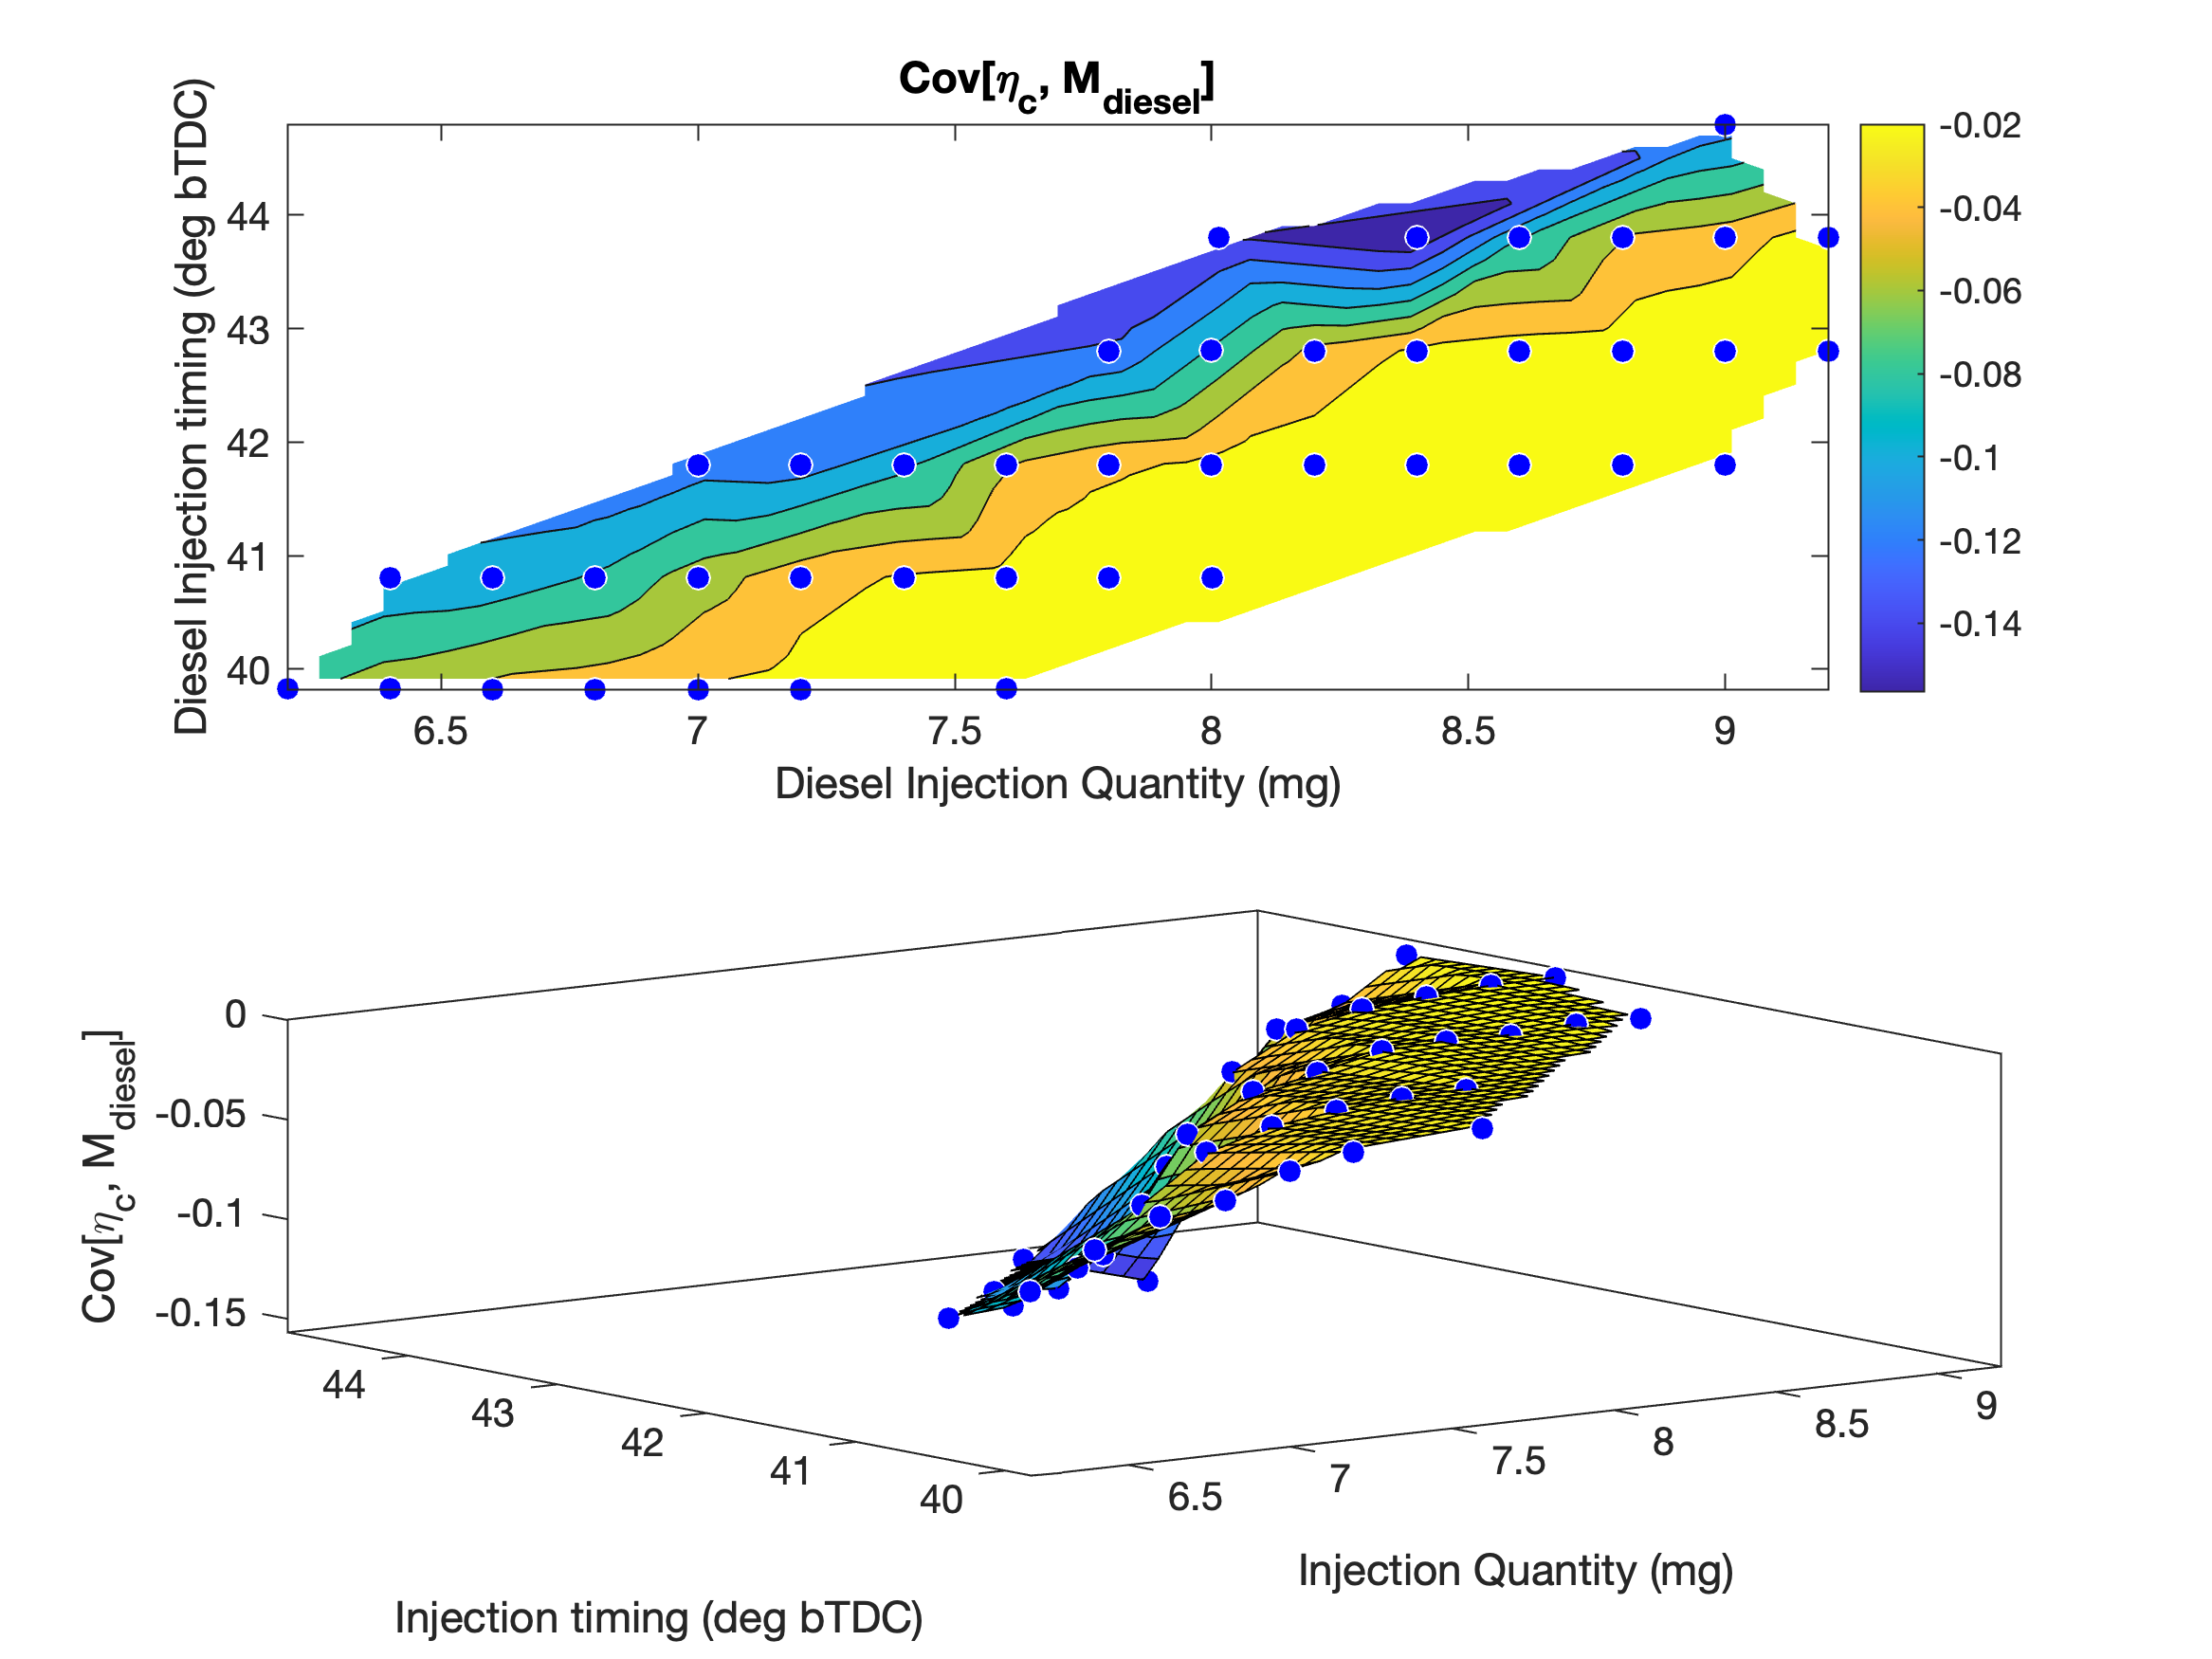 Cov[η_c, M_diesel]
Diesel Injection timing (deg bTDC)
44
43
42
41
40
6.5 7 7.5 8 8.5 9
Diesel Injection Quantity (mg)
-0.02
-0.04
-0.06
-0.08
-0.1
-0.12
-0.14
Cov[η_c, M_diesel]
0
-0.05
-0.1
-0.15
44 43 42 41 40
6.5 7 7.5 8 8.5 9
Injection Quantity (mg)
Injection timing (deg bTDC)